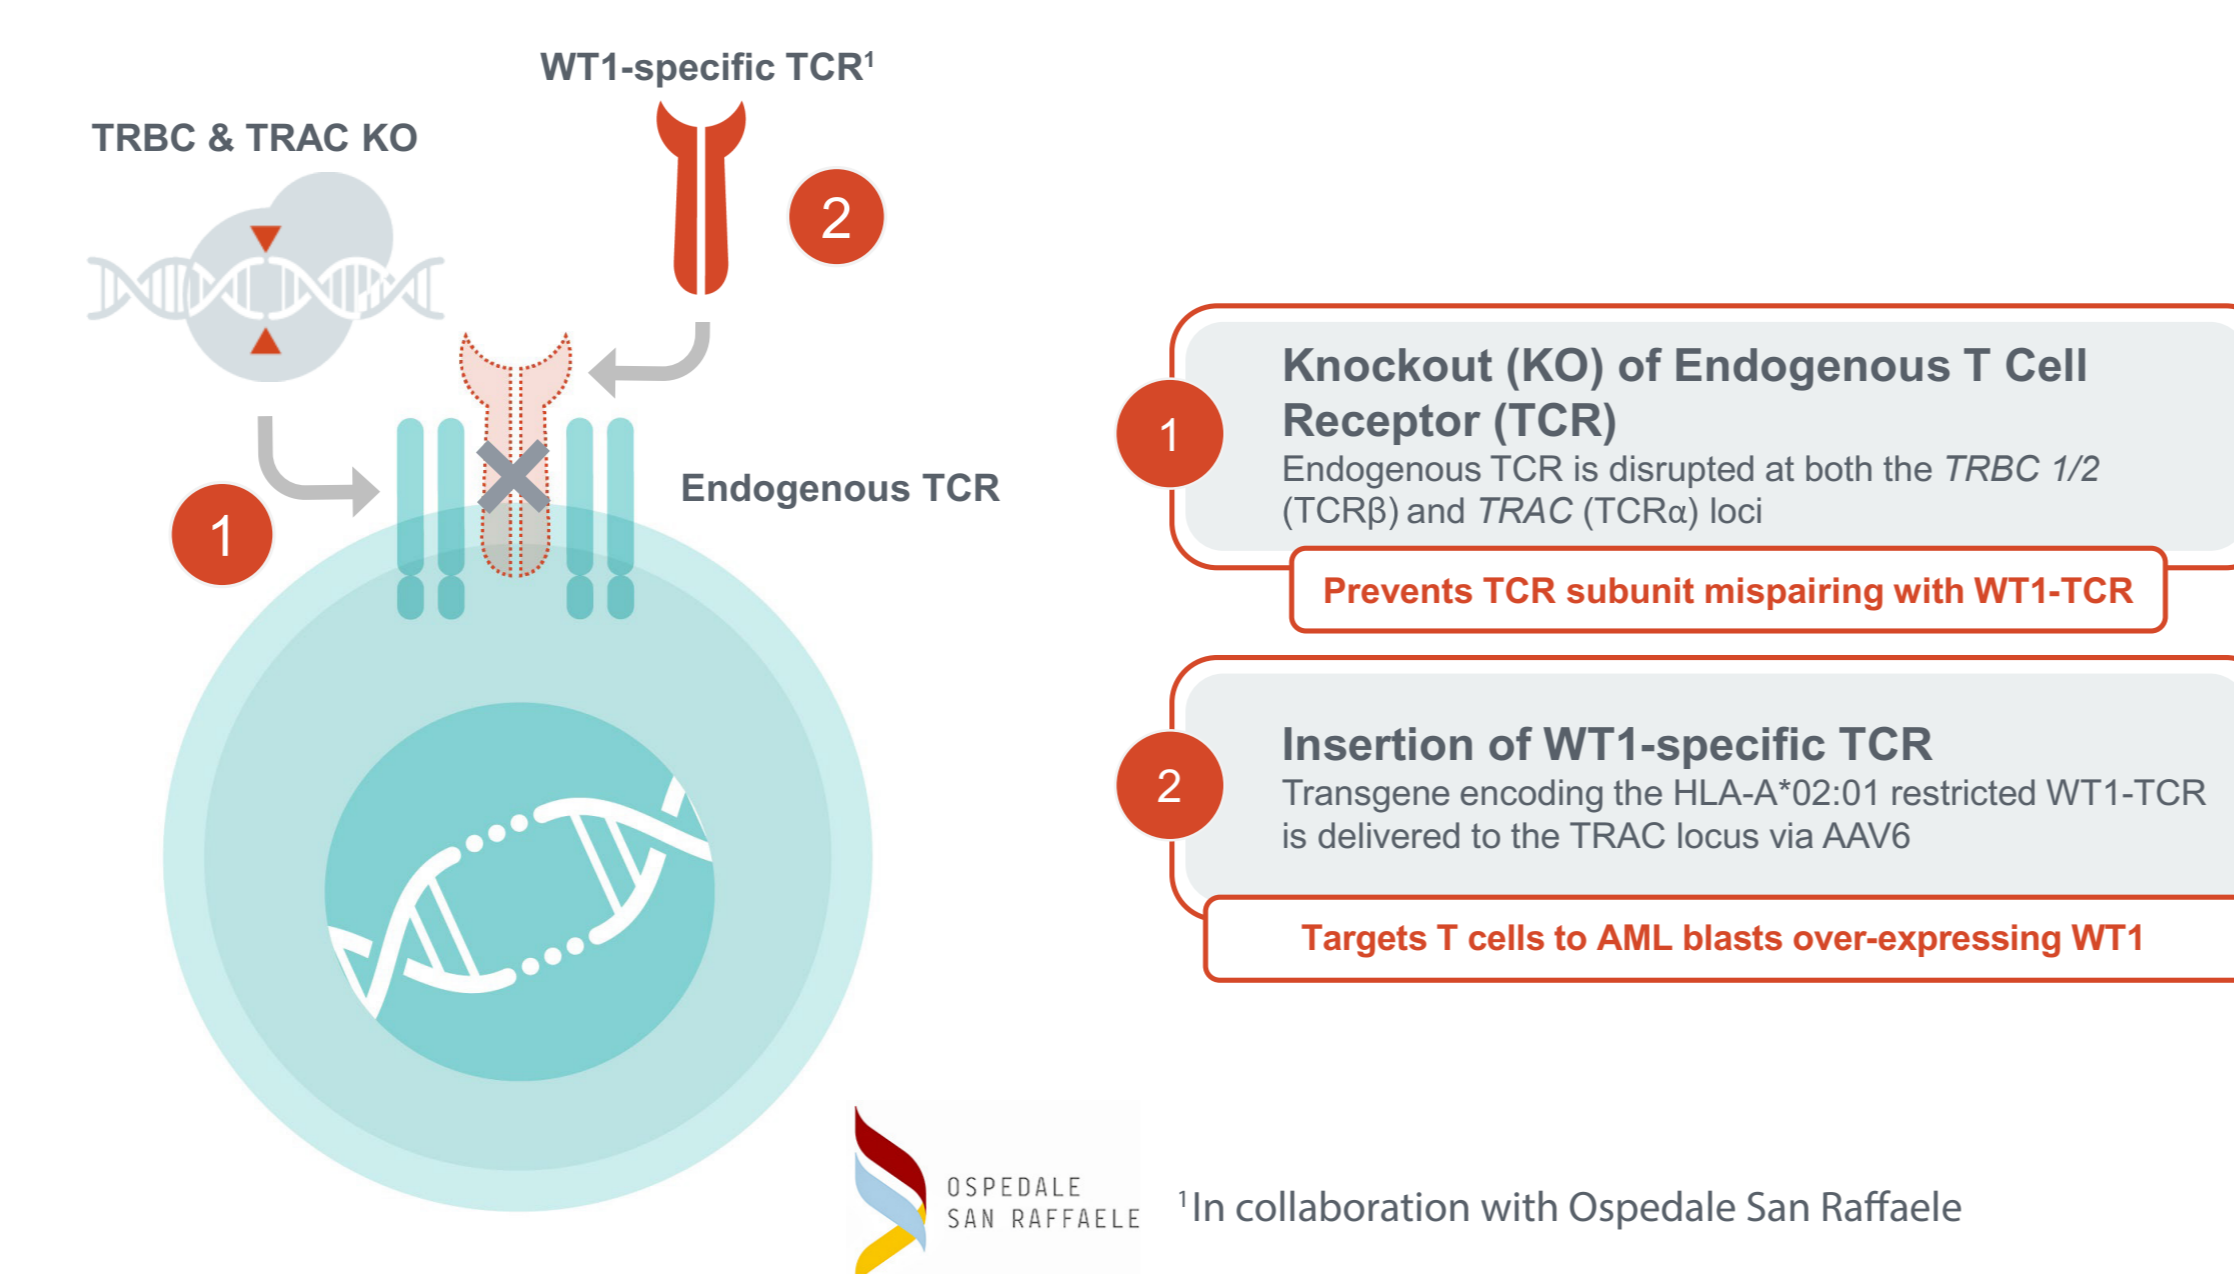 WT1-specific TCR¹
TRBC & TRAC KO
2
1
Endogenous TCR
1
Knockout (KO) of Endogenous T Cell
Receptor (TCR)
Endogenous TCR is disrupted at both the TRBC 1/2
(TCRβ) and TRAC (TCRα) loci
Prevents TCR subunit mispairing with WT1-TCR
2
Insertion of WT1-specific TCR
Transgene encoding the HLA-A*02:01 restricted WT1-TCR
is delivered to the TRAC locus via AAV6
Targets T cells to AML blasts over-expressing WT1
OSPEDALE
SAN RAFFAELE
¹In collaboration with Ospedale San Raffaele